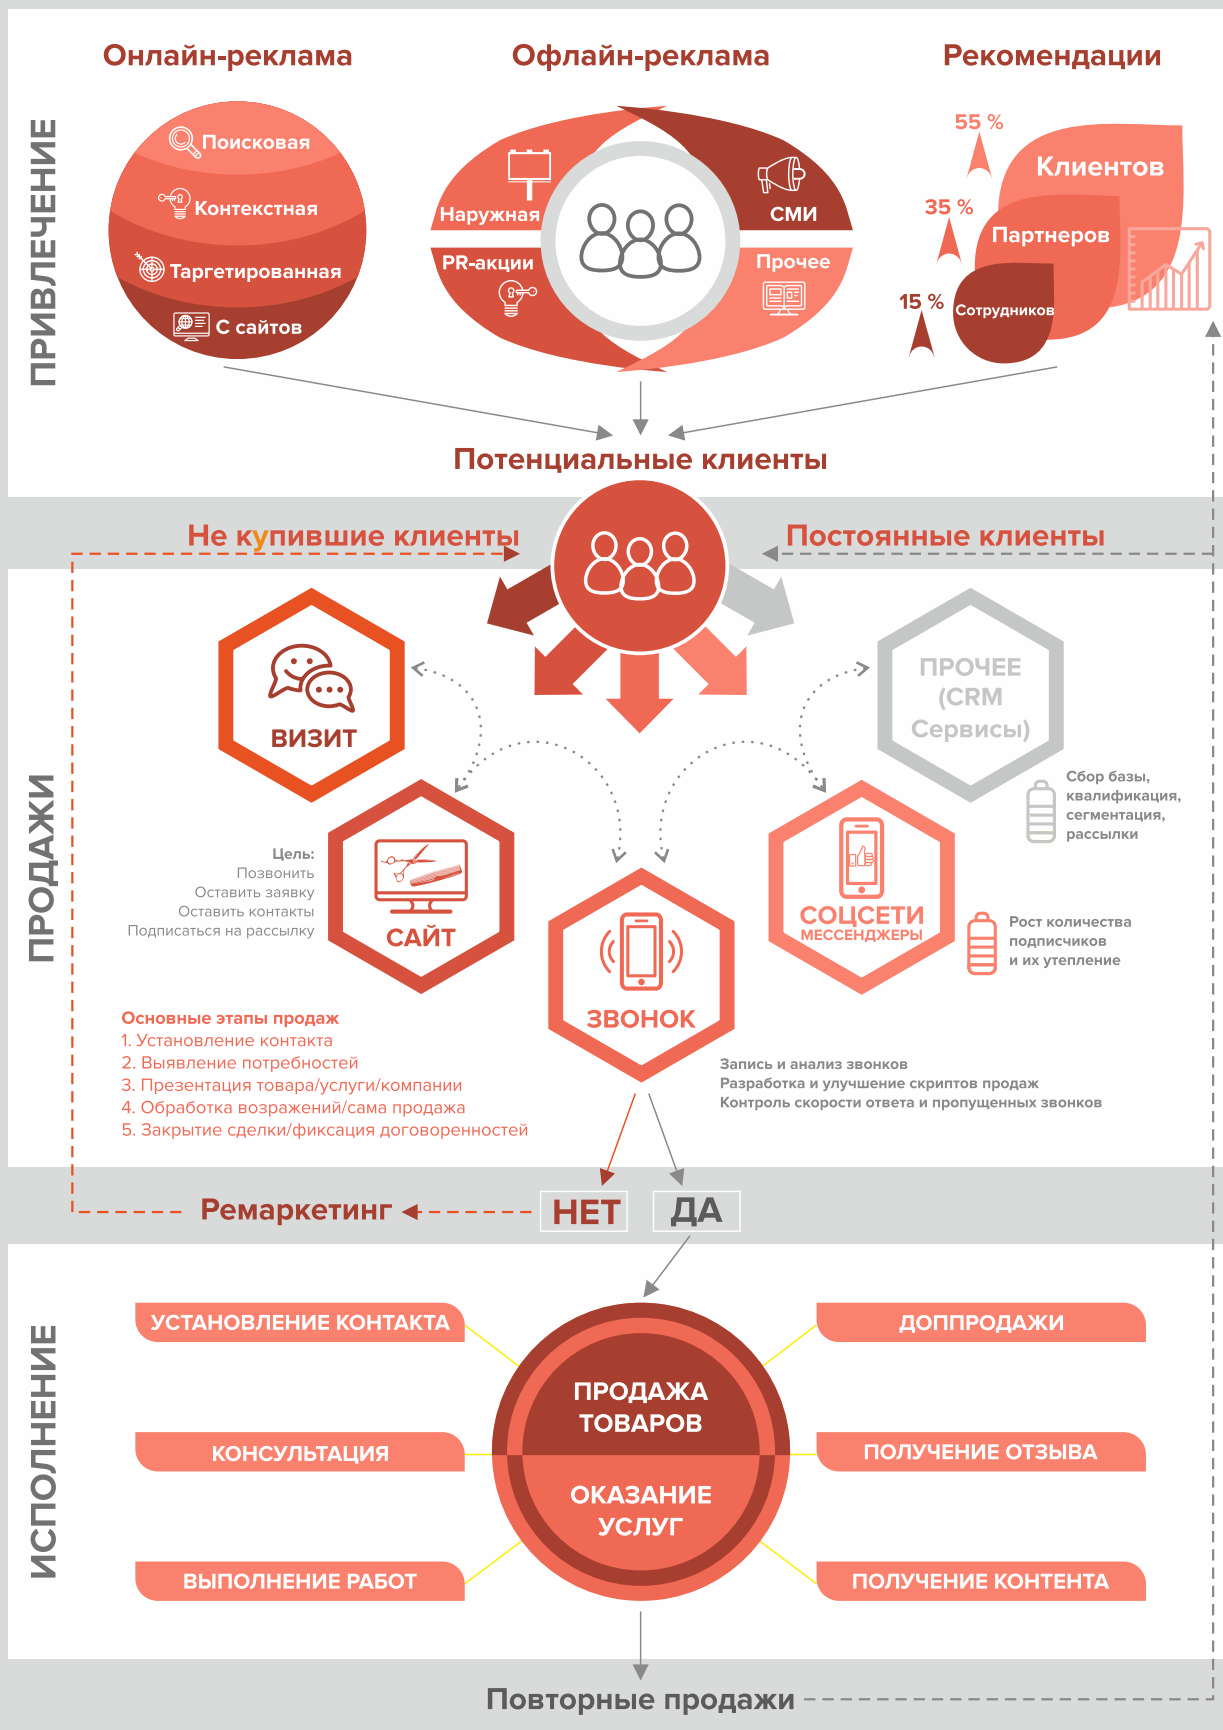 Онлайн-реклама
Офлайн-реклама
Рекомендации
ПРИВЛЕЧЕНИЕ
Поисковая
Контекстная
Таргетированная
С сайтов
Наружная
СМИ
PR-акции
Прочее
55 %
Клиентов
35 %
Партнеров
15 %
Сотрудников
Потенциальные клиенты
Не купившие клиенты
Постоянные клиенты
ПРОДАЖИ
ВИЗИТ
ПРОЧЕЕ
(CRM
Сервисы)
Сбор базы,
квалификация,
сегментация,
рассылки
Цель:
Позвонить
Оставить заявку
Оставить контакты
Подписаться на рассылку
САЙТ
СОЦСЕТИ
МЕССЕНДЖЕРЫ
Рост количества
подписчиков
и их утепление
ЗВОНОК
Основные этапы продаж
1. Установление контакта
2. Выявление потребностей
3. Презентация товара/услуги/компании
4. Обработка возражений/сама продажа
5. Закрытие сделки/фиксация договоренностей
Запись и анализ звонков
Разработка и улучшение скриптов продаж
Контроль скорости ответа и пропущенных звонков
Ремаркетинг
НЕТ
ДА
ИСПОЛНЕНИЕ
УСТАНОВЛЕНИЕ КОНТАКТА
КОНСУЛЬТАЦИЯ
ВЫПОЛНЕНИЕ РАБОТ
ПРОДАЖА
ТОВАРОВ
ОКАЗАНИЕ
УСЛУГ
ДОППРОДАЖИ
ПОЛУЧЕНИЕ ОТЗЫВА
ПОЛУЧЕНИЕ КОНТЕНТА
Повторные продажи